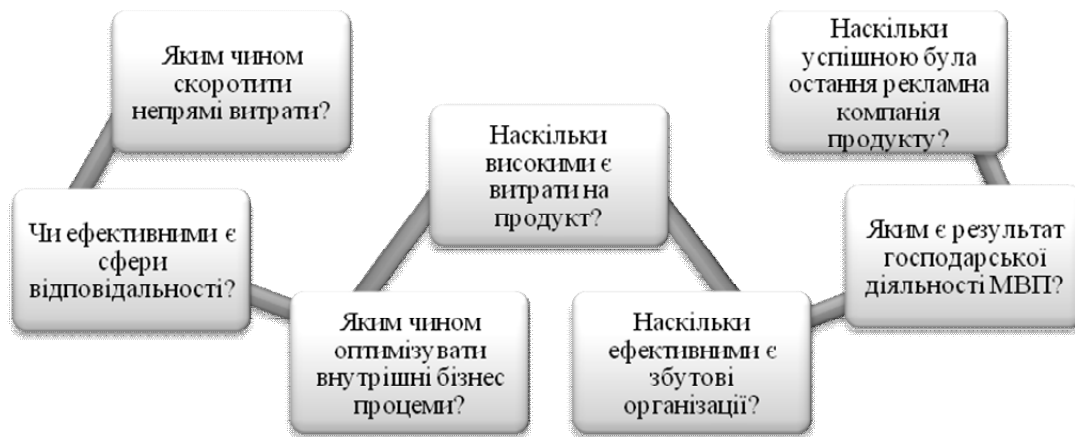 Яким чином
скоротити
непрямі витрати?
Чи ефективними є
сфери
відповідальності?
Яким чином
оптимізувати
внутрішні бізнес
процеми?
Наскільки
високими є
витрати на
продукт?
Наскільки
ефективними є
збутові
організації?
Яким є результат
господарської
діяльності МВП?
Наскільки
успішною була
остання рекламна
компанія
продукту?